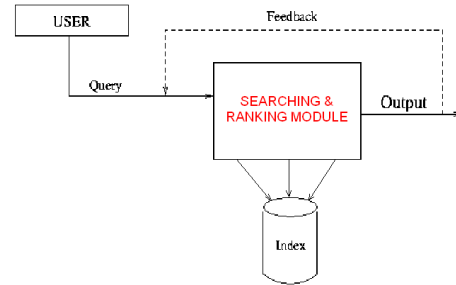 USER
Feedback
Query
SEARCHING &
RANKING MODULE
Output
Index